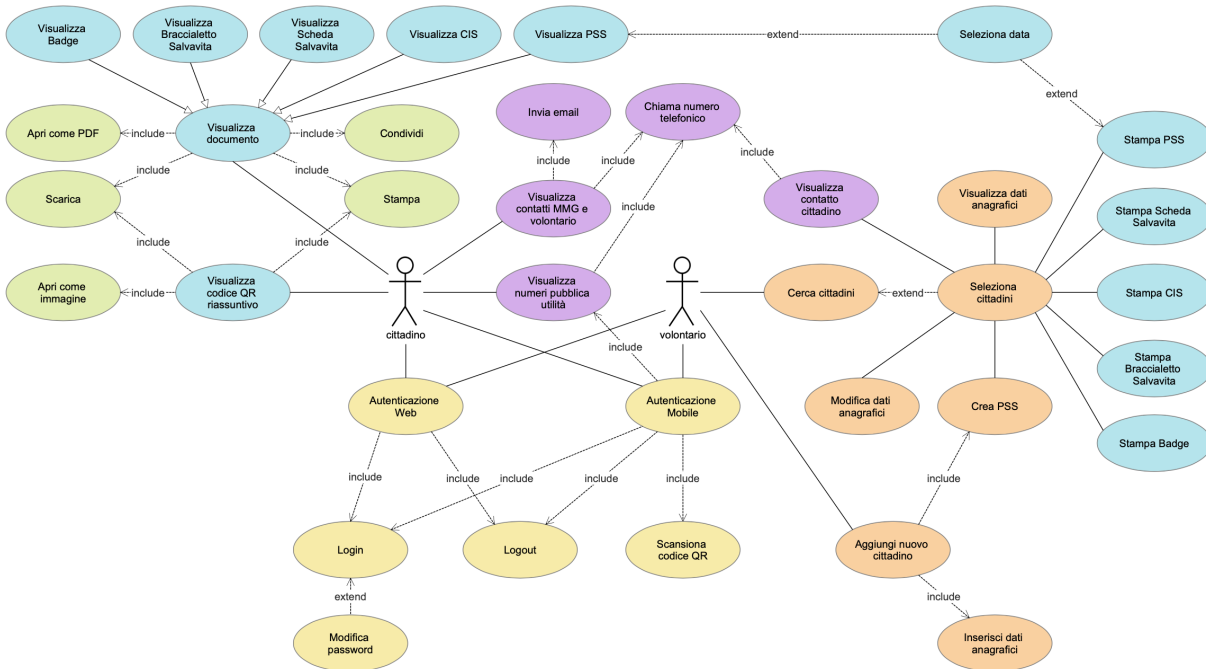 Visualizza
Badge
Visualizza
Braccialetto
Salvavita
Visualizza
Scheda
Salvavita
Visualizza CIS
Visualizza PSS
extend
Seleziona data
extend
Apri come PDF
include
Visualizza
documento
include
Condividi
Invia email
Chiama numero
telefonico
Stampa PSS
include
include
include
include
include
Scarica
Stampa
Visualizza
contatti MMG e
volontario
include
Visualizza
contatto
cittadino
Visualizza dati
anagrafici
Stampa Scheda
Salvavita
include
include
Apri come
immagine
include
Visualizza
codice QR
riassuntivo
cittadino
Visualizza
numeri pubblica
utilità
volontario
Cerca cittadini
extend
Seleziona
cittadini
Stampa CIS
include
Stampa
Braccialetto
Salvavita
Autenticazione
Web
Autenticazione
Mobile
Modifica dati
anagrafici
Crea PSS
Stampa Badge
include
include
include
include
include
include
Login
Logout
Scansiona
codice QR
Aggiungi nuovo
cittadino
extend
include
Modifica
password
Inserisci dati
anagrafici